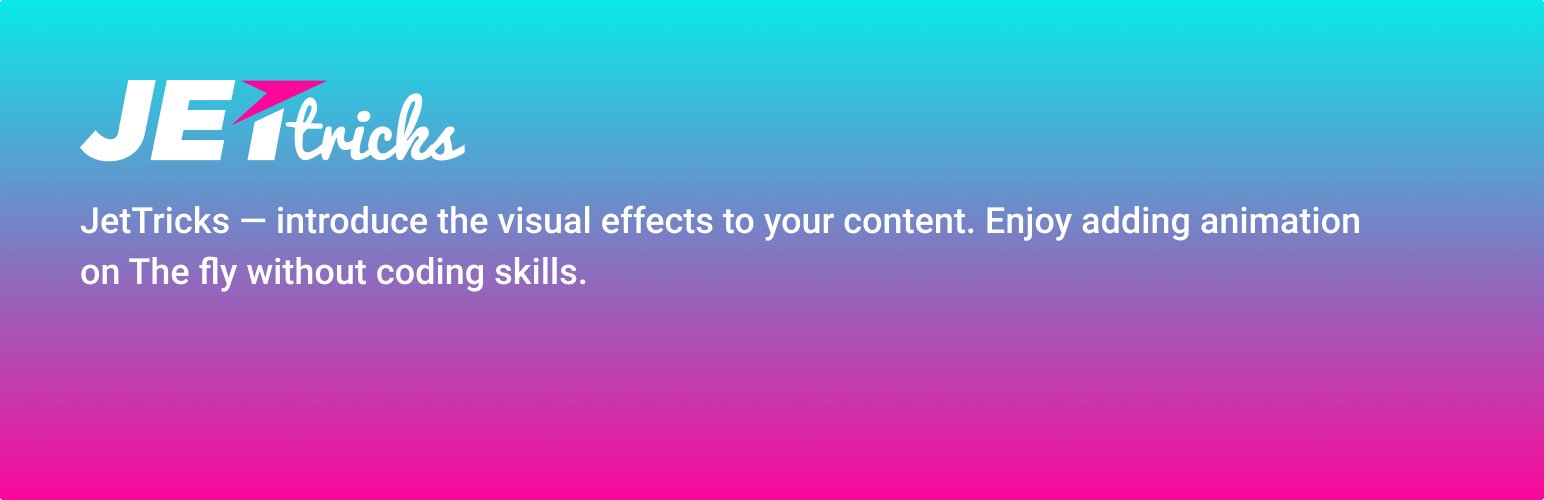 JETtricks
JetTricks — introduce the visual effects to your content. Enjoy adding animation
on The fly without coding skills.